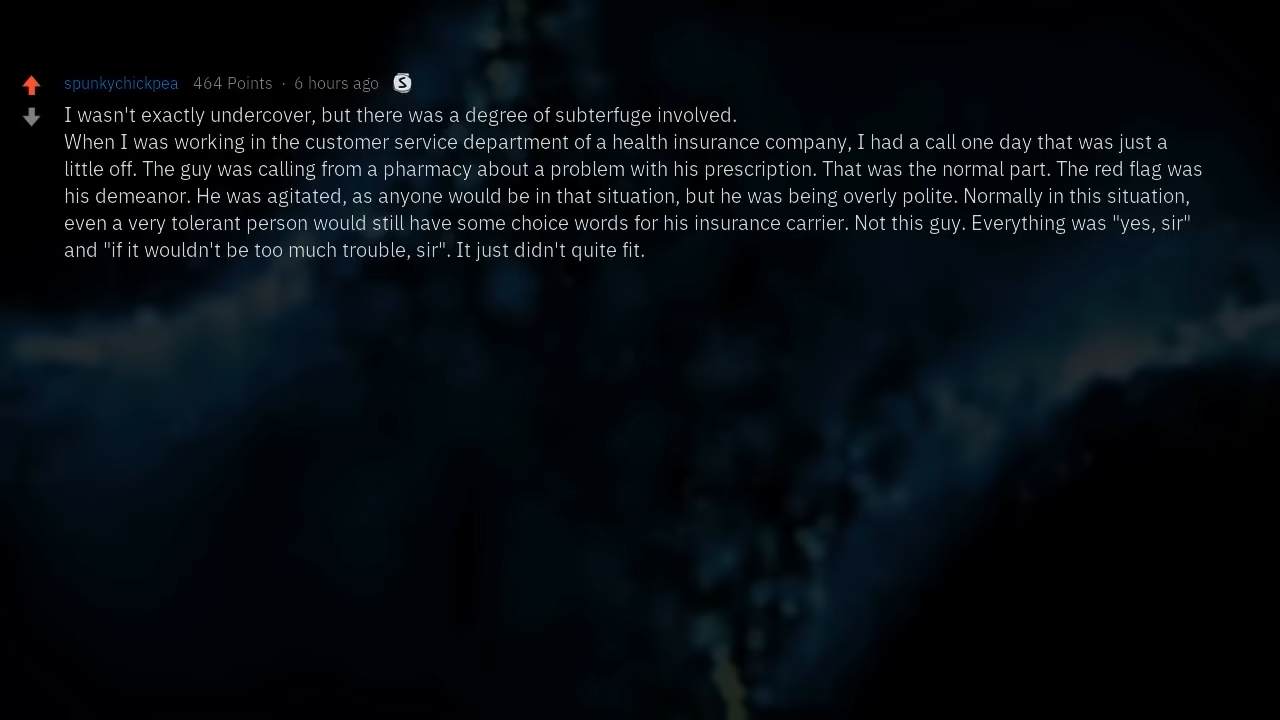 spunkychickpea 464 Points · 6 hours ago S
I wasn't exactly undercover, but there was a degree of subterfuge involved.
When I was working in the customer service department of a health insurance company, I had a call one day that was just a
little off. The guy was calling from a pharmacy about a problem with his prescription. That was the normal part. The red flag was
his demeanor. He was agitated, as anyone would be in that situation, but he was being overly polite. Normally in this situation,
even a very tolerant person would still have some choice words for his insurance carrier. Not this guy. Everything was "yes, sir"
and "if it wouldn't be too much trouble, sir". It just didn't quite fit.